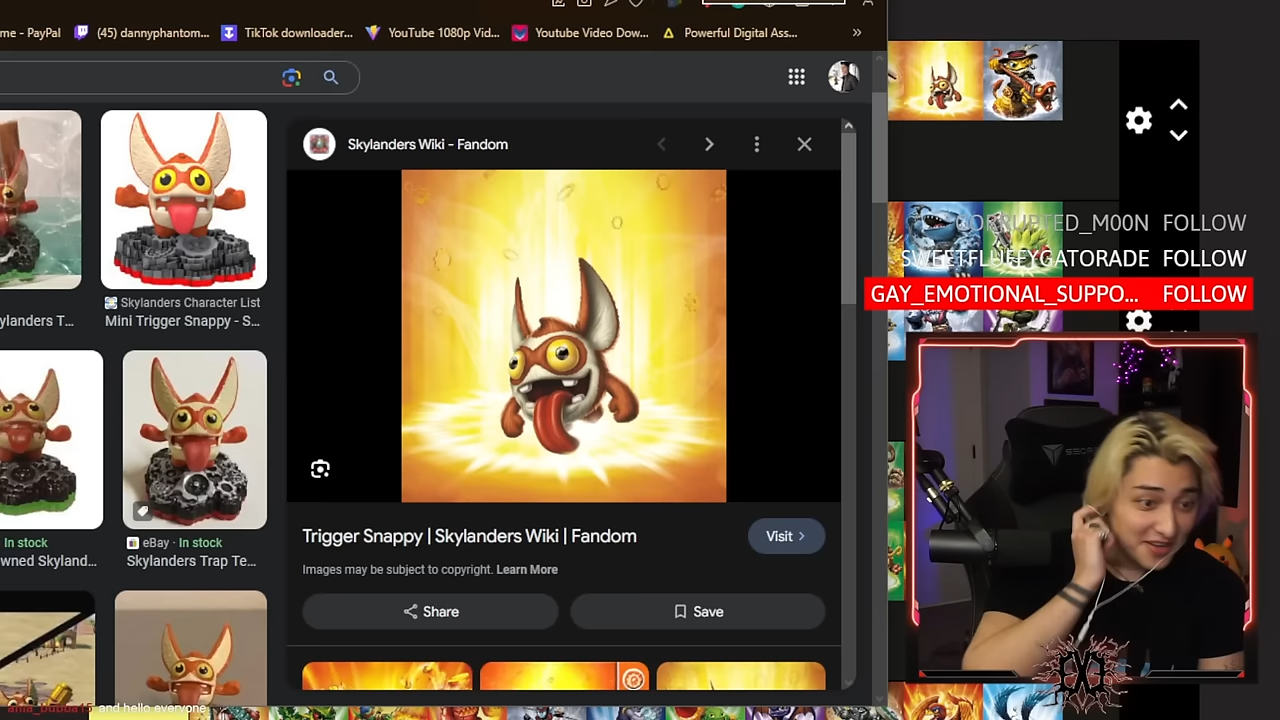 me - PayPal
(45) dannyphantom...
TikTok downloader...
YouTube 1080p Vid...
Youtube Video Dow...
Powerful Digital Ass...
Skylanders Wiki - Fandom
CORRUPTED_M00N FOLLOW
SWEETFLUFFYGATORADE FOLLOW
GAY_EMOTIONAL_SUPPO... FOLLOW
ylanders T...
Skylanders Character List
Mini Trigger Snappy - S...
In stock
wned Skyland...
eBay · In stock
Skylanders Trap Te...
Trigger Snappy | Skylanders Wiki | Fandom
Visit
Images may be subject to copyright. Learn More
Share
Save
and hello everyone